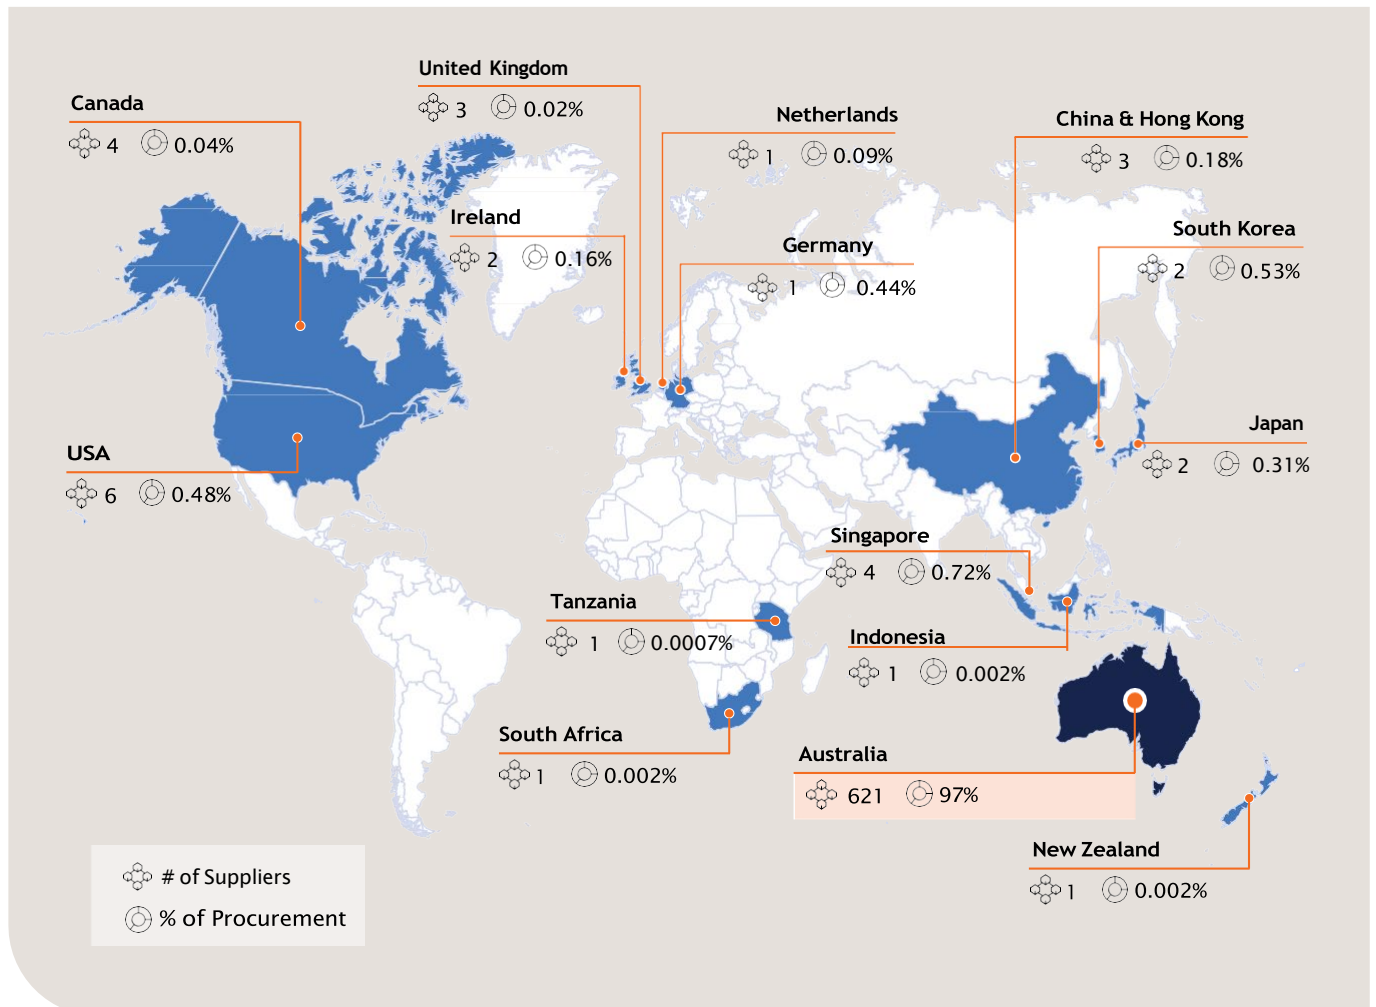 United Kingdom
3 0.02%
Canada
4 0.04%
Netherlands
1 0.09%
China & Hong Kong
3 0.18%
Ireland
2 0.16%
Germany
1 0.44%
South Korea
2 0.53%
USA
6 0.48%
Japan
2 0.31%
Singapore
4 0.72%
Tanzania
1 0.0007%
Indonesia
1 0.002%
South Africa
1 0.002%
Australia
621 97%
New Zealand
1 0.002%
# of Suppliers
% of Procurement